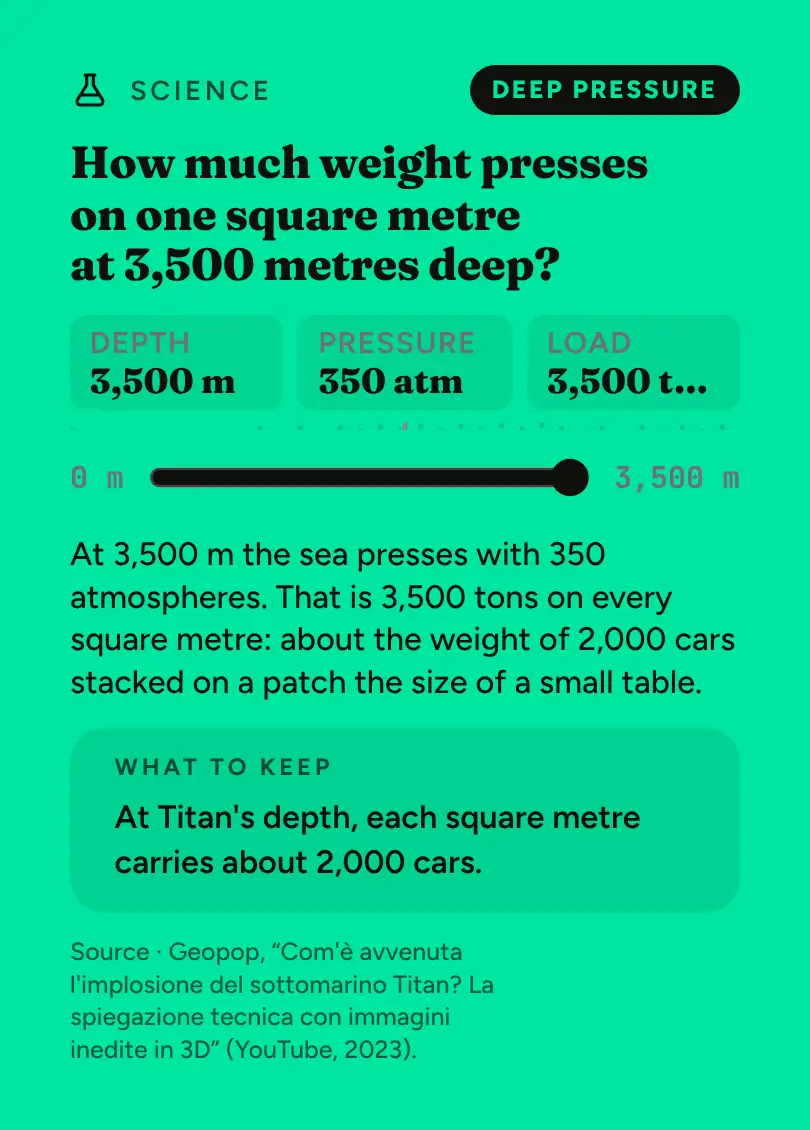 SCIENCE
DEEP PRESSURE
How much weight presses
on one square metre
at 3,500 metres deep?
DEPTH
3,500 m
PRESSURE
350 atm
LOAD
3,500 t...
0 m
3,500 m
At 3,500 m the sea presses with 350
atmospheres. That is 3,500 tons on every
square metre: about the weight of 2,000 cars
stacked on a patch the size of a small table.
WHAT TO KEEP
At Titan's depth, each square metre
carries about 2,000 cars.
Source · Geopop, “Com'è avvenuta
l'implosione del sottomarino Titan? La
spiegazione tecnica con immagini
inedite in 3D” (YouTube, 2023).